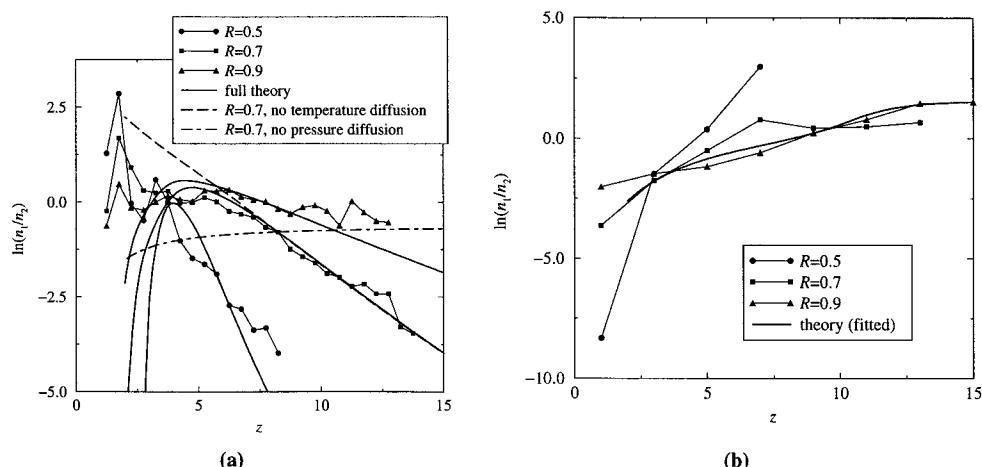 (a)
R=0.5
R=0.7
R=0.9
full theory
R=0.7, no temperature diffusion
R=0.7, no pressure diffusion
2.5
0.0
−2.5
−5.0
ln(n₁/n₂)
0 5 10 15
z
(b)
5.0
0.0
−5.0
−10.0
ln(n₁/n₂)
R=0.5
R=0.7
R=0.9
theory (fitted)
0 5 10 15
z
(a)
(b)